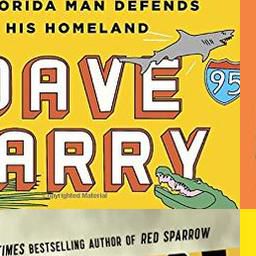 ORIDA MAN DEFENDS
HIS HOMELAND
DAVE
95
ARRY
Copyrighted Material
TIMES BESTSELLING AUTHOR OF RED SPARROW